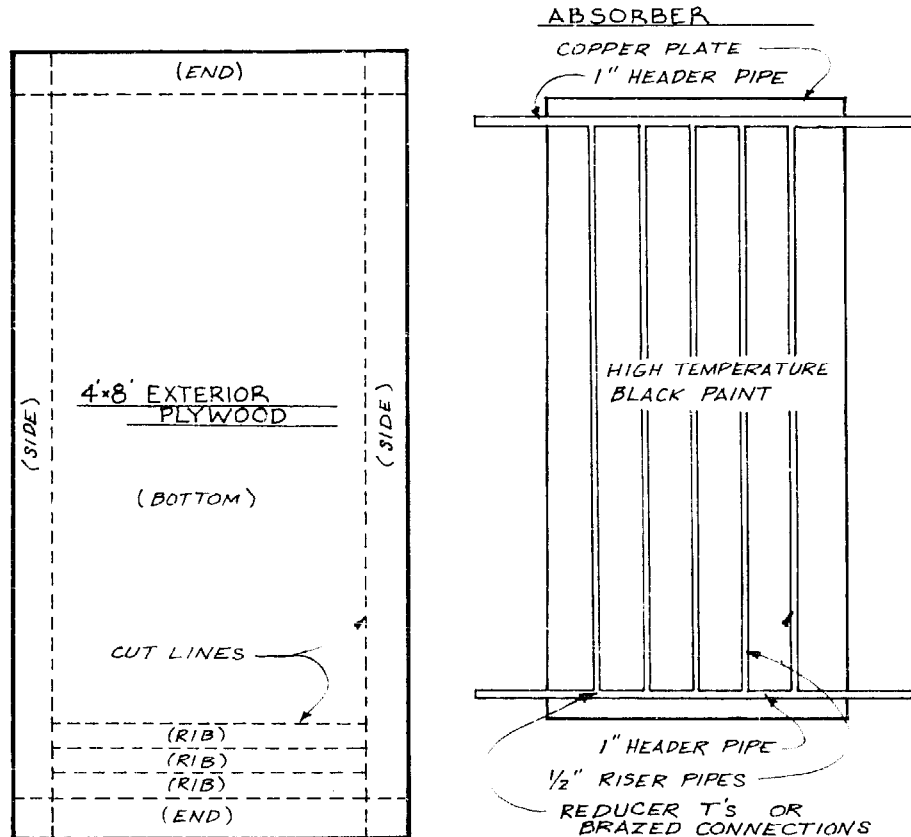 (END)
(SIDE)
4'x8' EXTERIOR
PLYWOOD
(SIDE)
(BOTTOM)
CUT LINES
(RIB)
(RIB)
(RIB)
(END)
ABSORBER
COPPER PLATE
1" HEADER PIPE
HIGH TEMPERATURE
BLACK PAINT
1" HEADER PIPE
1/2" RISER PIPES
REDUCER T's OR
BRAZED CONNECTIONS